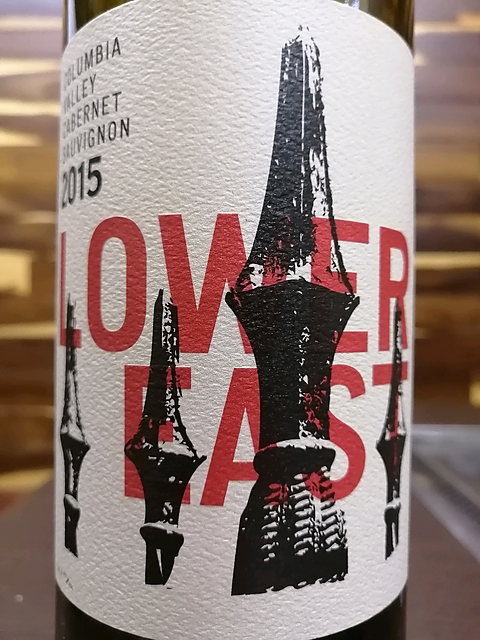 COLUMBIA
VALLEY
CABERNET
SAUVIGNON
2015
LOWER
EAST